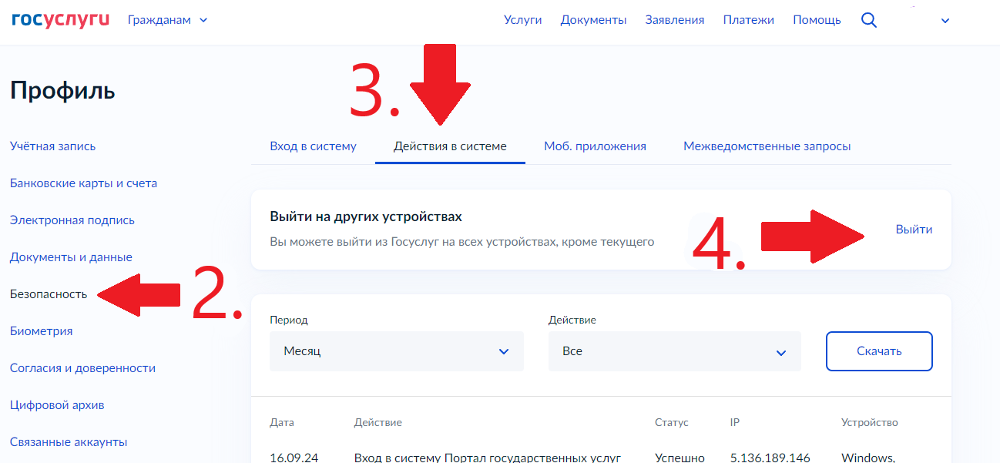 госуслуги Гражданам Услуги Документы Заявления Платежи Помощь
Профиль
3.
Учётная запись
Банковские карты и счета
Электронная подпись
Документы и данные
Безопасность
2.
Биометрия
Согласия и доверенности
Цифровой архив
Связанные аккаунты
Вход в систему Действия в системе Моб. приложения Межведомственные запросы
Выйти на других устройствах
Вы можете выйти из Госуслуг на всех устройствах, кроме текущего
4.
Выйти
Период Действие
Месяц Все Скачать
Дата Действие Статус IP Устройство
16.09.24 Вход в систему Портал государственных услуг Успешно 5.136.189.146 Windows,